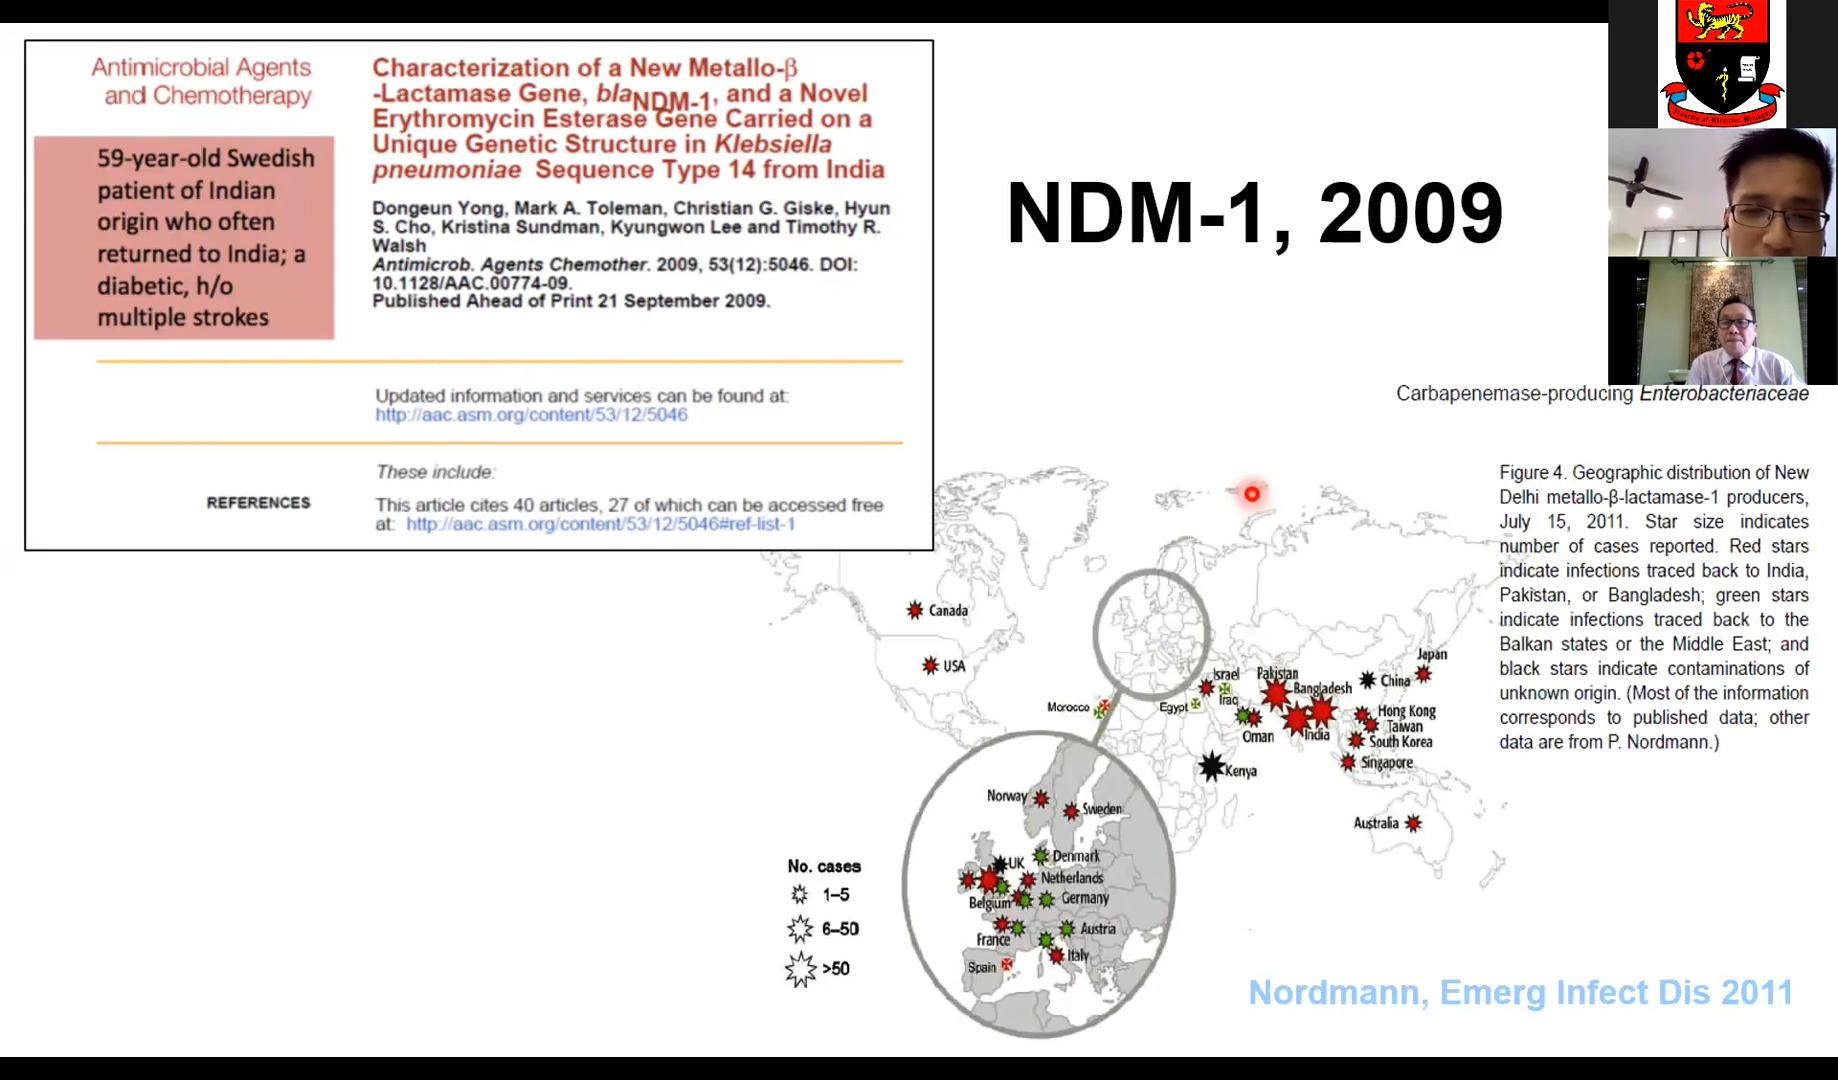 Antimicrobial Agents
and Chemotherapy
59-year-old Swedish
patient of Indian
origin who often
returned to India; a
diabetic, h/o
multiple strokes
Characterization of a New Metallo-β
-Lactamase Gene, blaNDM-1, and a Novel
Erythromycin Esterase Gene Carried on a
Unique Genetic Structure in Klebsiella
pneumoniae Sequence Type 14 from India
Dongeun Yong, Mark A. Toleman, Christian G. Giske, Hyun
S. Cho, Kristina Sundman, Kyungwon Lee and Timothy R.
Walsh
Antimicrob. Agents Chemother. 2009, 53(12):5046. DOI:
10.1128/AAC.00774-09.
Published Ahead of Print 21 September 2009.
Updated information and services can be found at:
http://aac.asm.org/content/53/12/5046
These include:
REFERENCES
This article cites 40 articles, 27 of which can be accessed free
at: http://aac.asm.org/content/53/12/5046#ref-list-1
NDM-1, 2009
Carbapenemase-producing Enterobacteriaceae
Figure 4. Geographic distribution of New
Delhi metallo-β-lactamase-1 producers,
July 15, 2011. Star size indicates
number of cases reported. Red stars
indicate infections traced back to India,
Pakistan, or Bangladesh; green stars
indicate infections traced back to the
Balkan states or the Middle East; and
black stars indicate contaminations of
unknown origin. (Most of the information
corresponds to published data; other
data are from P. Nordmann.)
Canada
USA
Morocco
Egypt
Israel
Iraq
Pakistan
Bangladesh
Oman
India
China
Japan
Hong Kong
Taiwan
South Korea
Singapore
Kenya
Australia
Norway
Sweden
UK
Denmark
Netherlands
Belgium
Germany
France
Austria
Spain
Italy
No. cases
1–5
6–50
>50
Nordmann, Emerg Infect Dis 2011